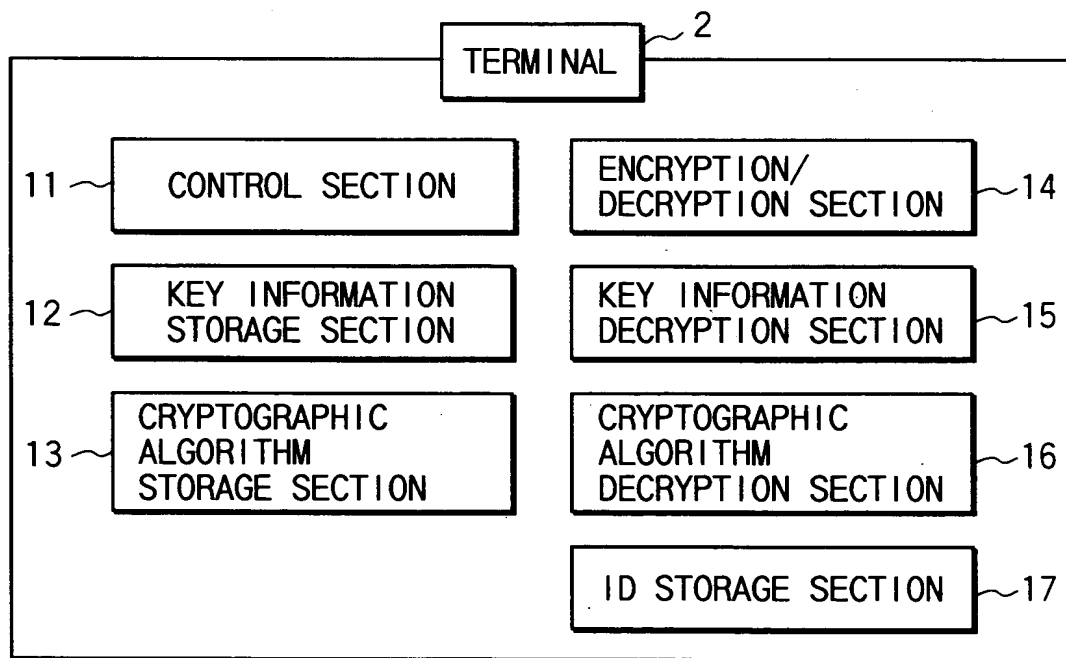 2
TERMINAL
11
CONTROL SECTION
ENCRYPTION/
DECRYPTION SECTION
14
12
KEY INFORMATION
STORAGE SECTION
KEY INFORMATION
DECRYPTION SECTION
15
13
CRYPTOGRAPHIC
ALGORITHM
STORAGE SECTION
CRYPTOGRAPHIC
ALGORITHM
DECRYPTION SECTION
16
ID STORAGE SECTION
17